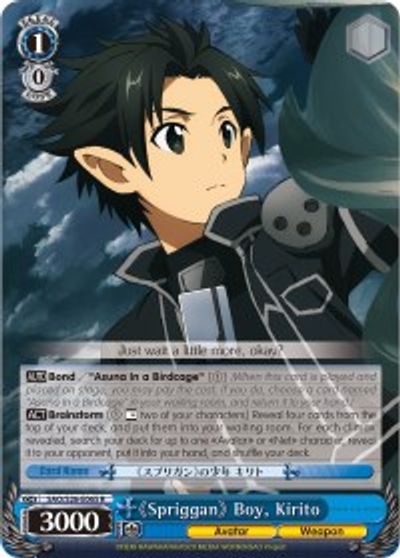 1
0
Just wait a little more, okay?
AUTO Bond／"Asuna in a Birdcage" [(1) (When this card is played and
placed on stage, you may pay the cost. If you do, choose a card named
"Asuna in a Birdcage" in your waiting room, and return it to your hand)
ACT Brainstorm [(1) two of your characters] Reveal four cards from the
top of your deck, and put them into your waiting room. For each climax
revealed, search your deck for up to one «Avatar» or «Net» character, reveal
it to your opponent, put it into your hand, and shuffle your deck.
Card Name 《スプリガン》の少年 キリト
3000 《Spriggan》 Boy, Kirito
Avatar Weapon